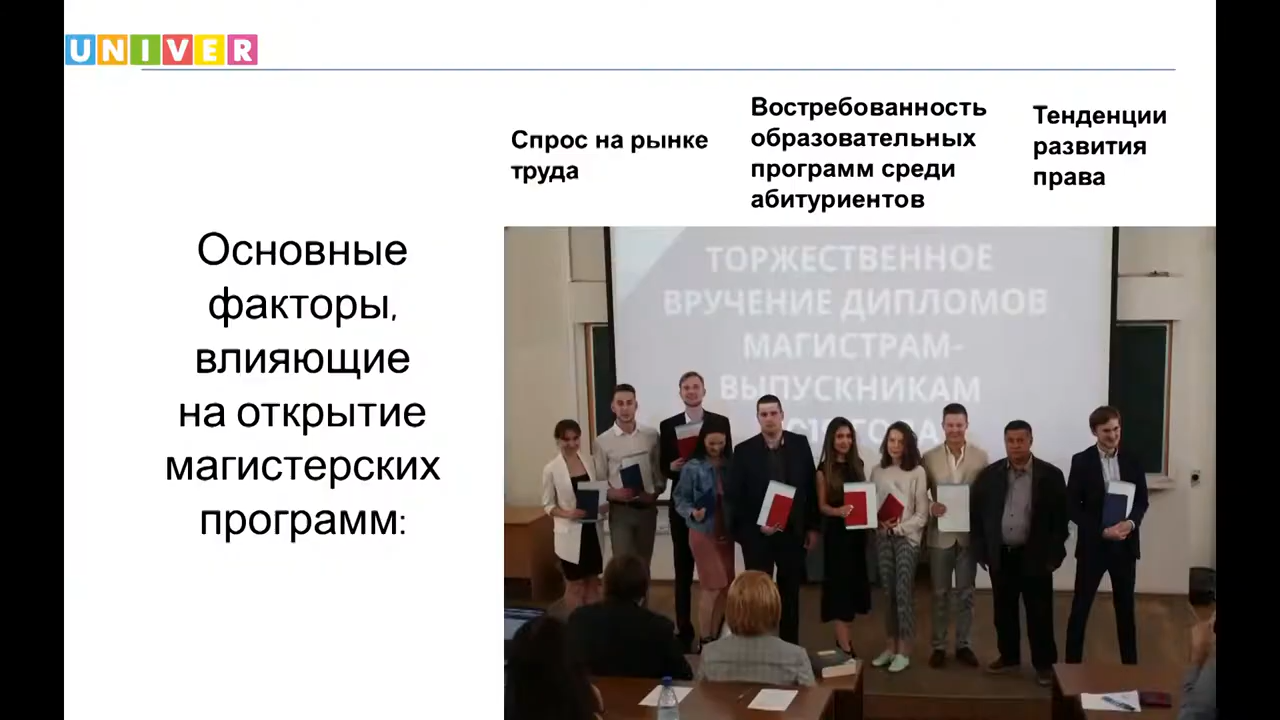 UNIVER
Спрос на рынке
труда
Востребованность
образовательных
программ среди
абитуриентов
Тенденции
развития
права
Основные
факторы,
влияющие
на открытие
магистерских
программ:
ТОРЖЕСТВЕННОЕ
ВРУЧЕНИЕ ДИПЛОМОВ
МАГИСТРАМ-
ВЫПУСКНИКАМ
ГОДА